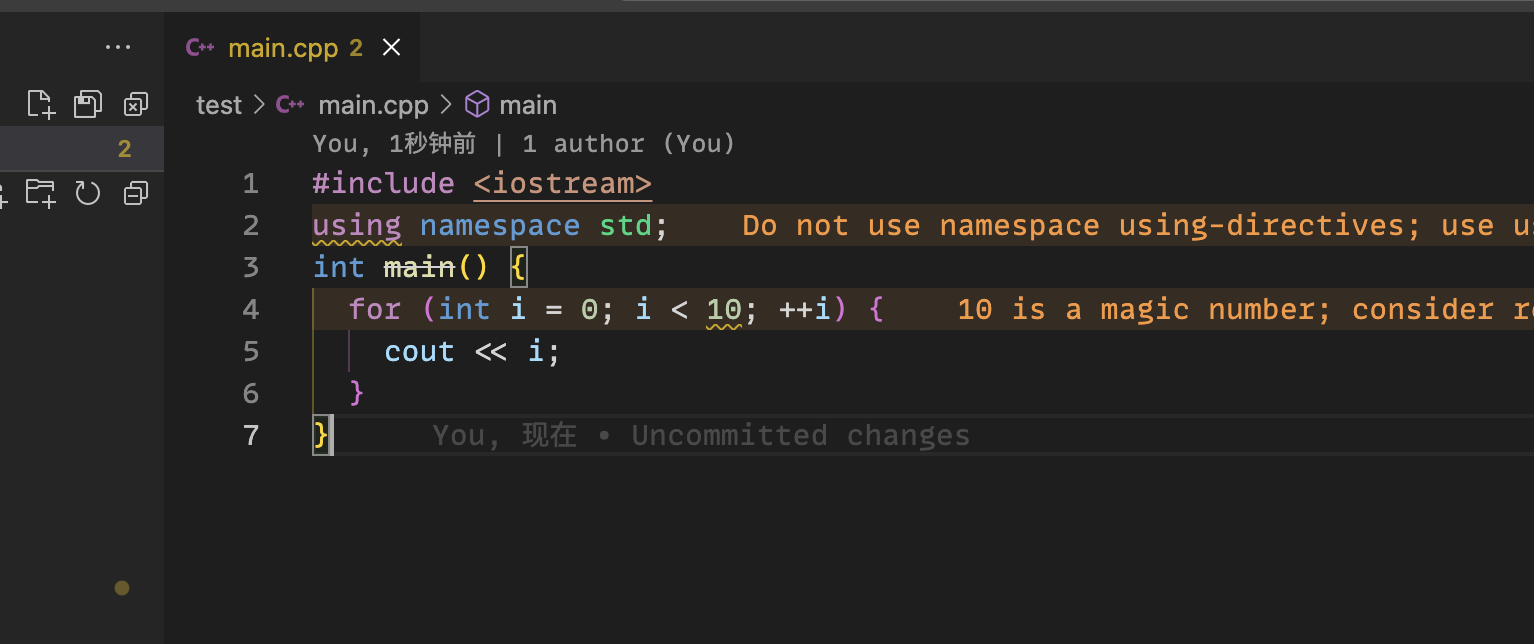 C++ main.cpp 2
test > C++ main.cpp > main
2
You, 1秒钟前 | 1 author (You)
1 #include <iostream>
2 using namespace std; Do not use namespace using-directives; use
3 int main() {
4 for (int i = 0; i < 10; ++i) { 10 is a magic number; consider
5 cout << i;
6 }
7 } You, 现在 • Uncommitted changes